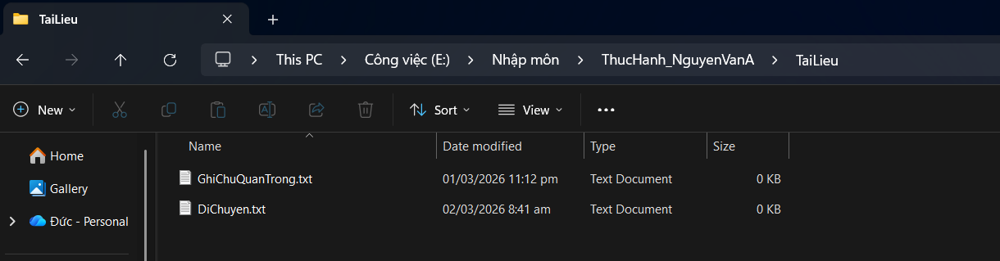 TaiLieu
This PC > Công việc (E:) > Nhập môn > ThucHanh_NguyenVanA > TaiLieu
New Sort View
Name Date modified Type Size
Home
Gallery
Đức - Personal
GhiChuQuanTrong.txt 01/03/2026 11:12 pm Text Document 0 KB
DiChuyen.txt 02/03/2026 8:41 am Text Document 0 KB